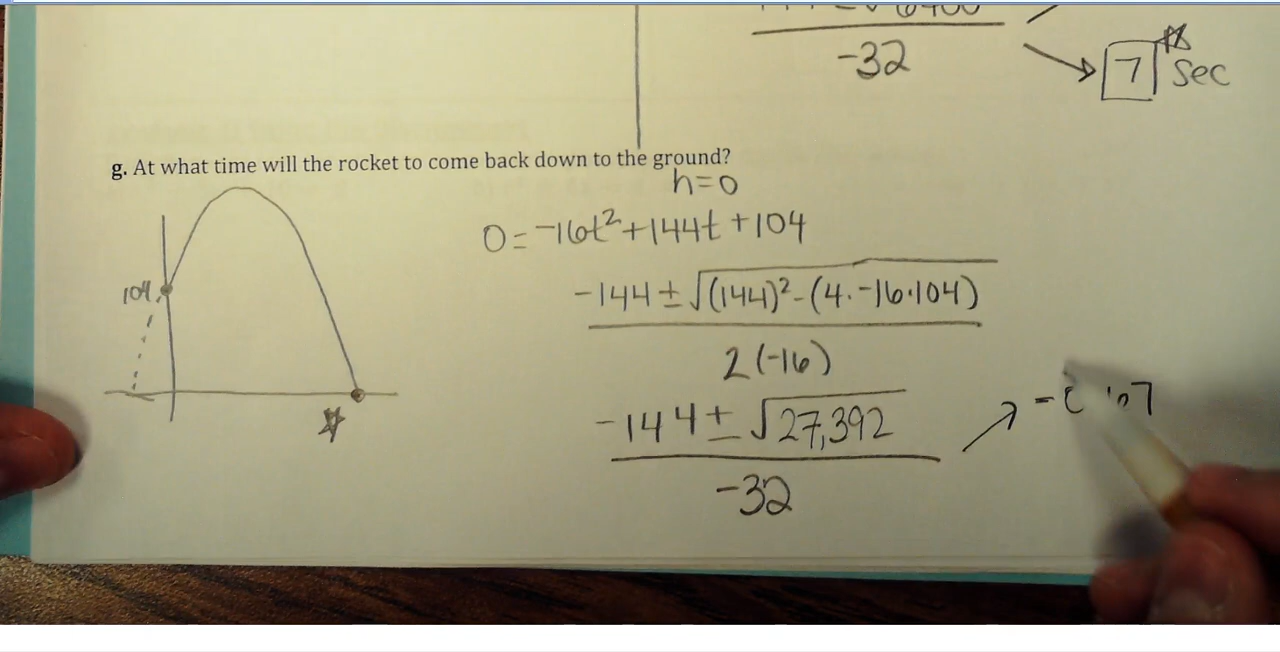 -32
7 sec
g. At what time will the rocket to come back down to the ground?
h=0
0=-16t²+144t+104
104
-144±√(144)²-(4·-16·104)
2(-16)
-144±√27,392
-32